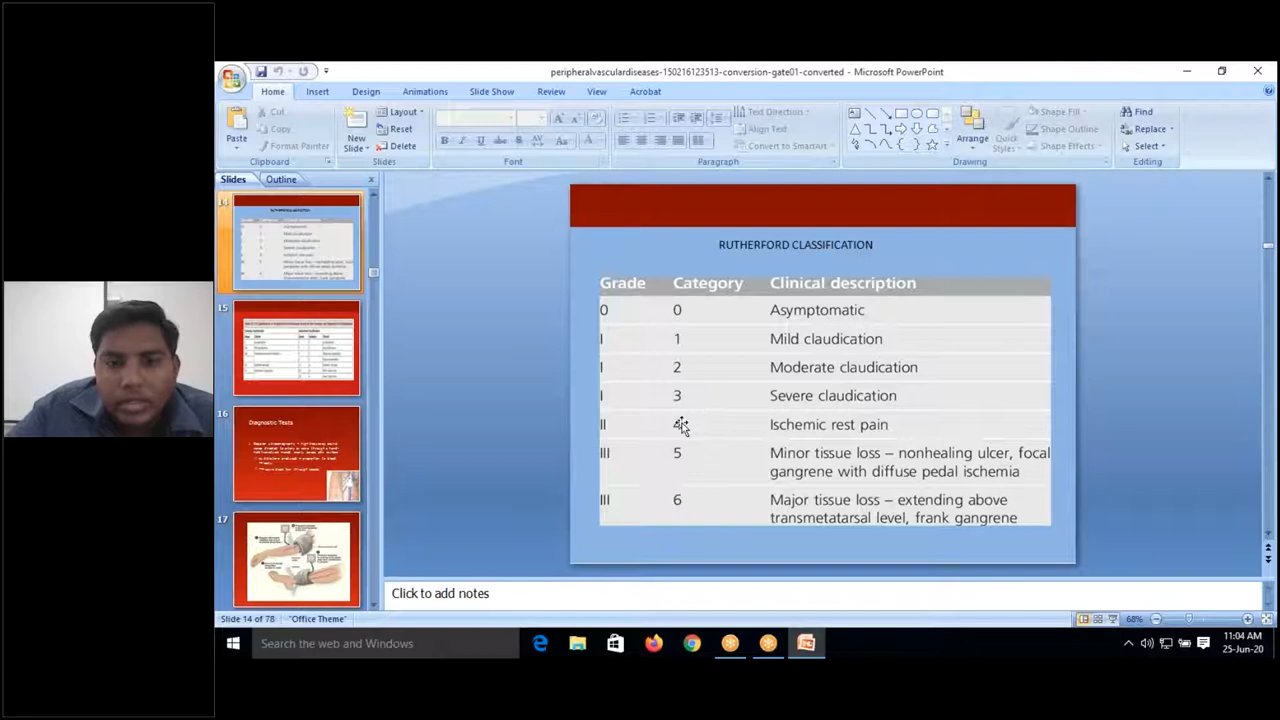 peripheralvasculardiseases-150216123513-conversion-gate01-converted - Microsoft PowerPoint
Home Insert Design Slide Show Animations Review View Acrobat
Paste
Cut
Copy
Format Painter
Clipboard
New Slide
Layout
Reset
Delete
Slides
Font
Text Direction
Align Text
Convert to SmartArt
Paragraph
Arrange
Quick Styles
Shape Fill
Shape Outline
Shape Effects
Drawing
Find
Replace
Select
Editing
Slides Outline
14
15
16
Diagnostic Tests
17
RUTHERFORD CLASSIFICATION
Grade Category Clinical description
0 0 Asymptomatic
I 1 Mild claudication
I 2 Moderate claudication
I 3 Severe claudication
II 4 Ischemic rest pain
III 5 Minor tissue loss – nonhealing ulcer, focal
gangrene with diffuse pedal ischemia
III 6 Major tissue loss – extending above
transmetatarsal level, frank gangrene
Click to add notes
Slide 14 of 78 "Office Theme" 68%
Search the web and Windows
11:04 AM
25-Jun-20